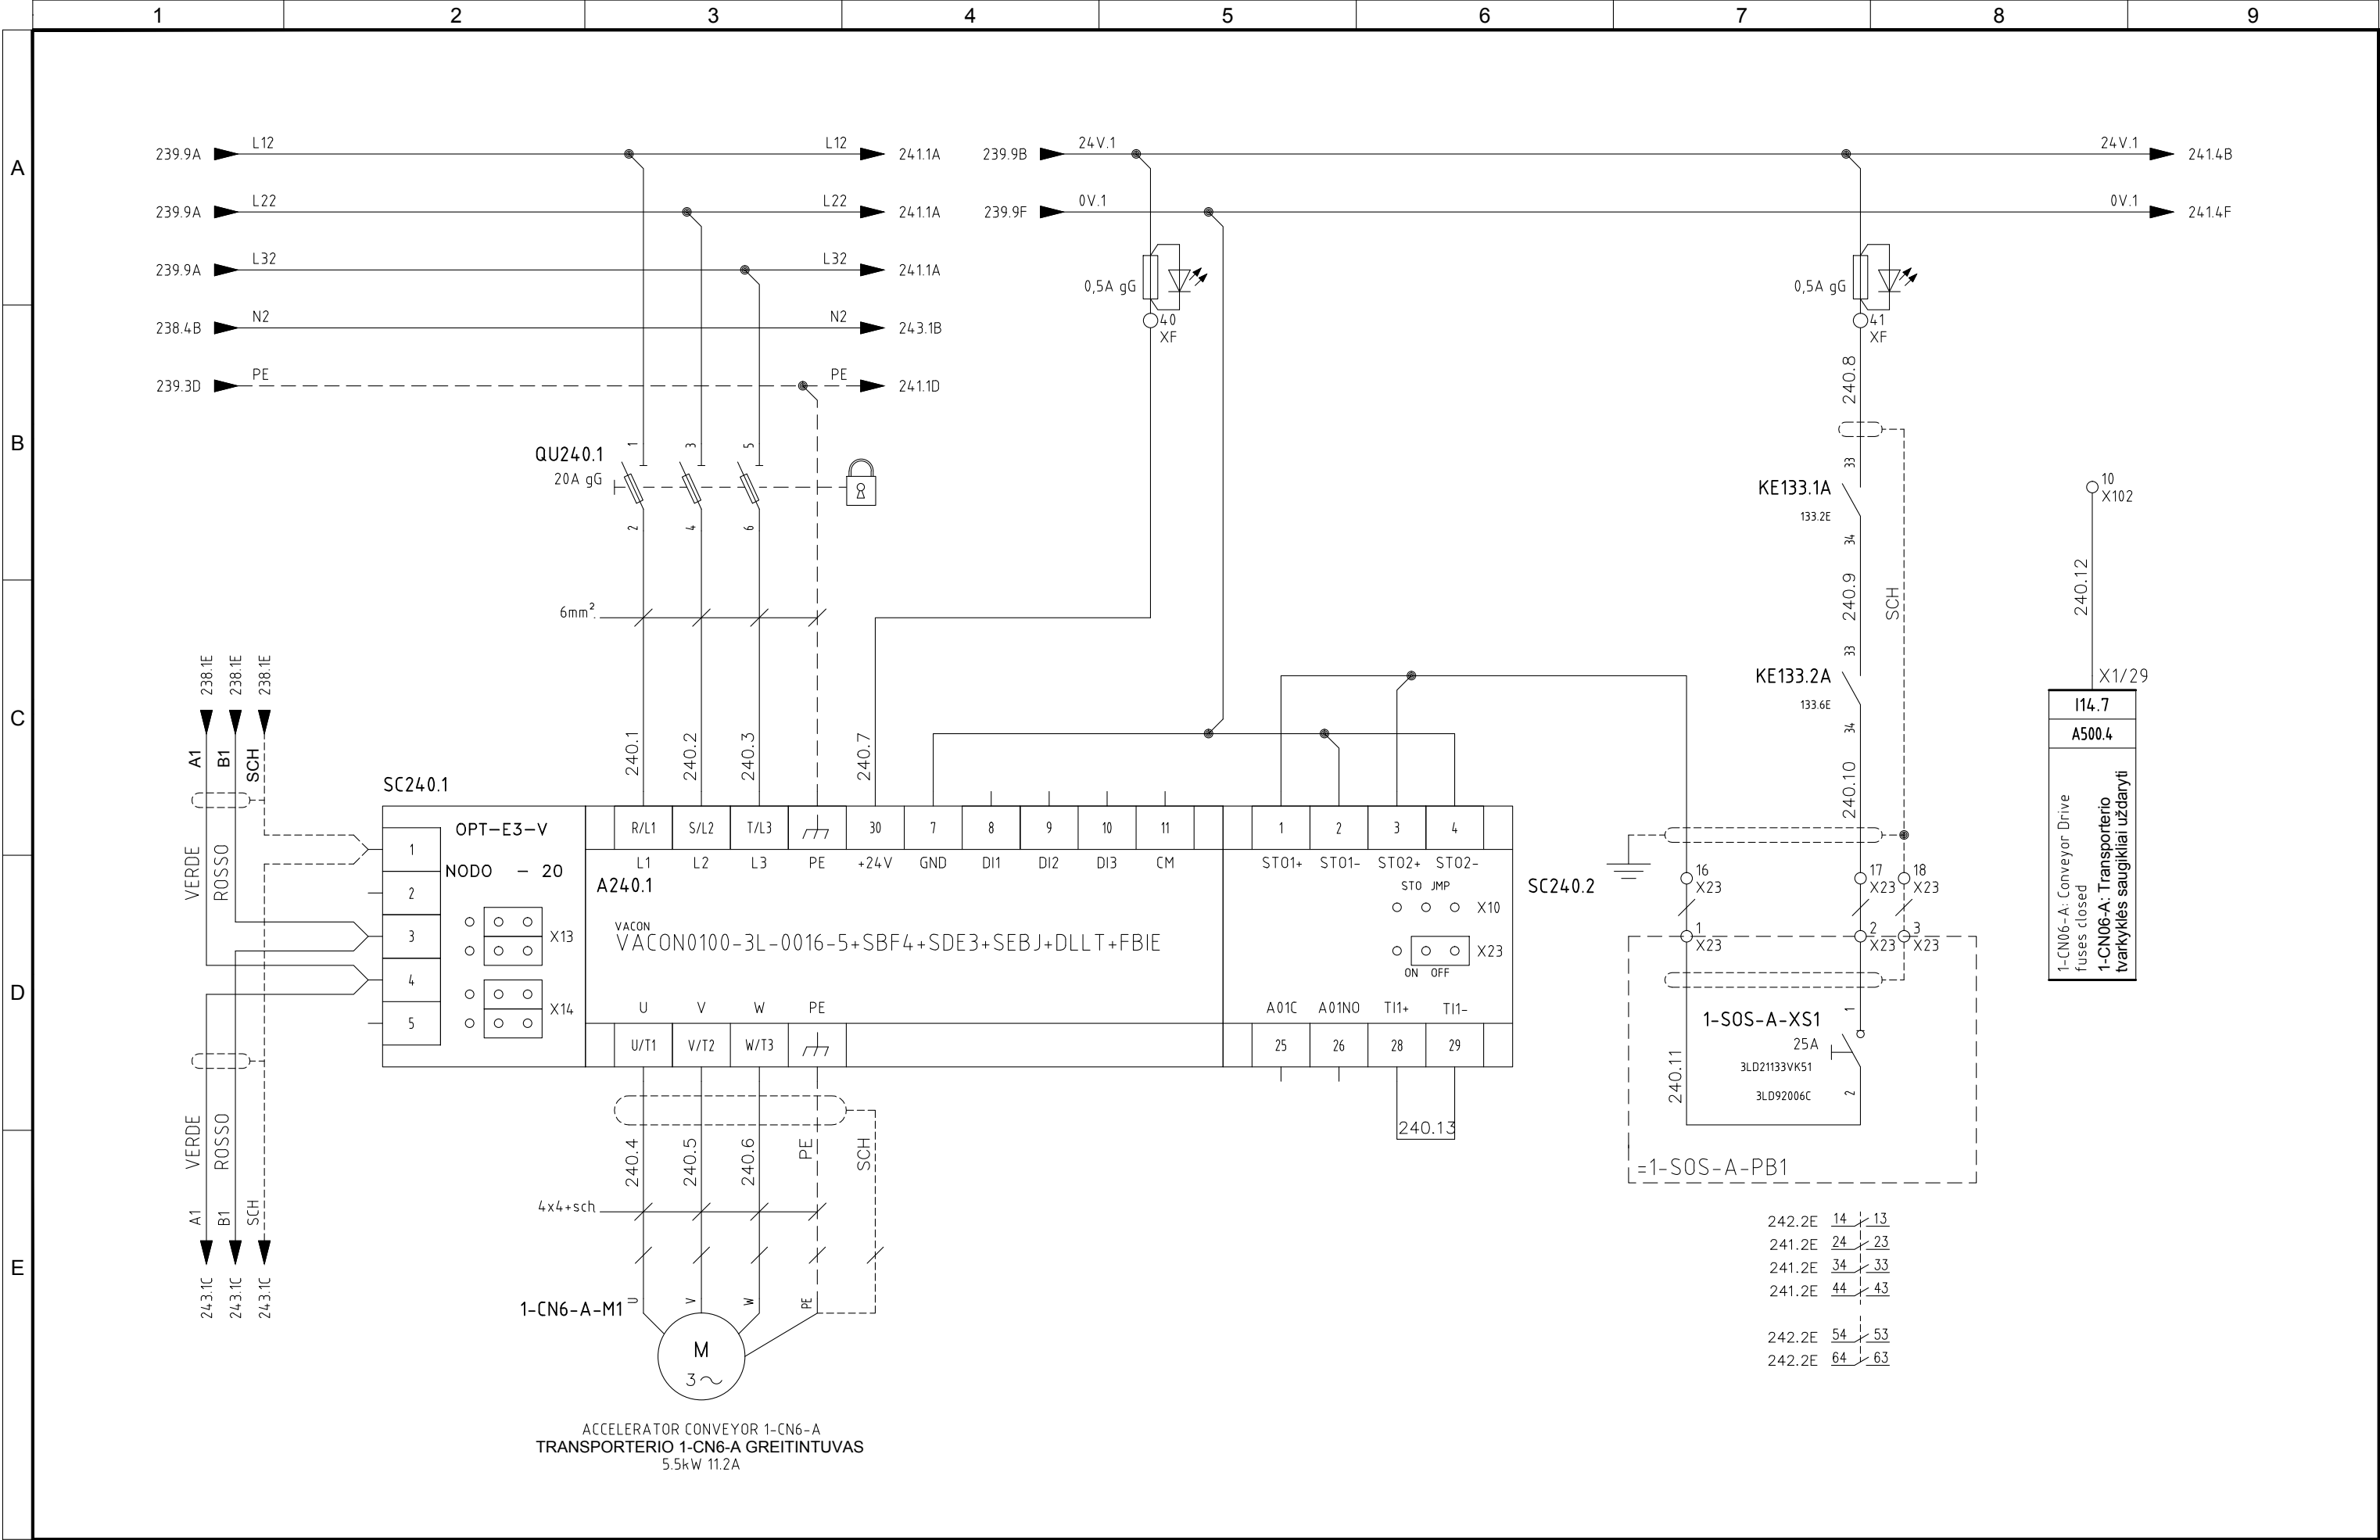 1 2 3 4 5 6 7 8 9
A
B
C
D
E
239.9A L12 L12 241.1A
239.9A L22 L22 241.1A
239.9A L32 L32 241.1A
238.4B N2 N2 243.1B
239.3D PE PE 241.1D
239.9B 24V.1 24V.1 241.4B
239.9F 0V.1 0V.1 241.4F
0,5A gG
40
XF
0,5A gG
41
XF
240.8
QU240.1
20A gG
1 3 5
2 4 6
6mm².
240.1
240.2
240.3
240.7
33
KE133.1A
133.2E
34
240.9
SCH
33
KE133.2A
133.6E
34
240.10
10
X102
240.12
X1/29
I14.7
A500.4
1-CN06-A: Conveyor Drive
fuses closed
1-CN06-A: Transporterio
tvarkyklės saugikliai uždaryti
238.1E
238.1E
238.1E
A1
B1
SCH
VERDE
ROSSO
SC240.1
OPT-E3-V
NODO - 20
1
2
3
4
5
X13
X14
R/L1 S/L2 T/L3 30 7 8 9 10 11 1 2 3 4
L1 L2 L3 PE +24V GND DI1 DI2 DI3 CM STO1+ STO1- STO2+ STO2-
A240.1
VACON
VACON0100-3L-0016-5+SBF4+SDE3+SEBJ+DLLT+FBIE
STO JMP
X10
X23
ON OFF
SC240.2
U V W PE A01C A01NO TI1+ TI1-
U/T1 V/T2 W/T3 25 26 28 29
240.13
16
X23
17
X23
18
X23
1
X23
2
X23
3
X23
1
1-SOS-A-XS1
25A
3LD21133VK51
3LD92006C
2
240.11
=1-SOS-A-PB1
VERDE
ROSSO
A1
B1
SCH
243.1C
243.1C
243.1C
240.4
240.5
240.6
PE
SCH
4x4+sch
1-CN6-A-M1
U V W PE
M
3~
ACCELERATOR CONVEYOR 1-CN6-A
TRANSPORTERIO 1-CN6-A GREITINTUVAS
5.5kW 11.2A
242.2E 14 13
241.2E 24 23
241.2E 34 33
241.2E 44 43
242.2E 54 53
242.2E 64 63